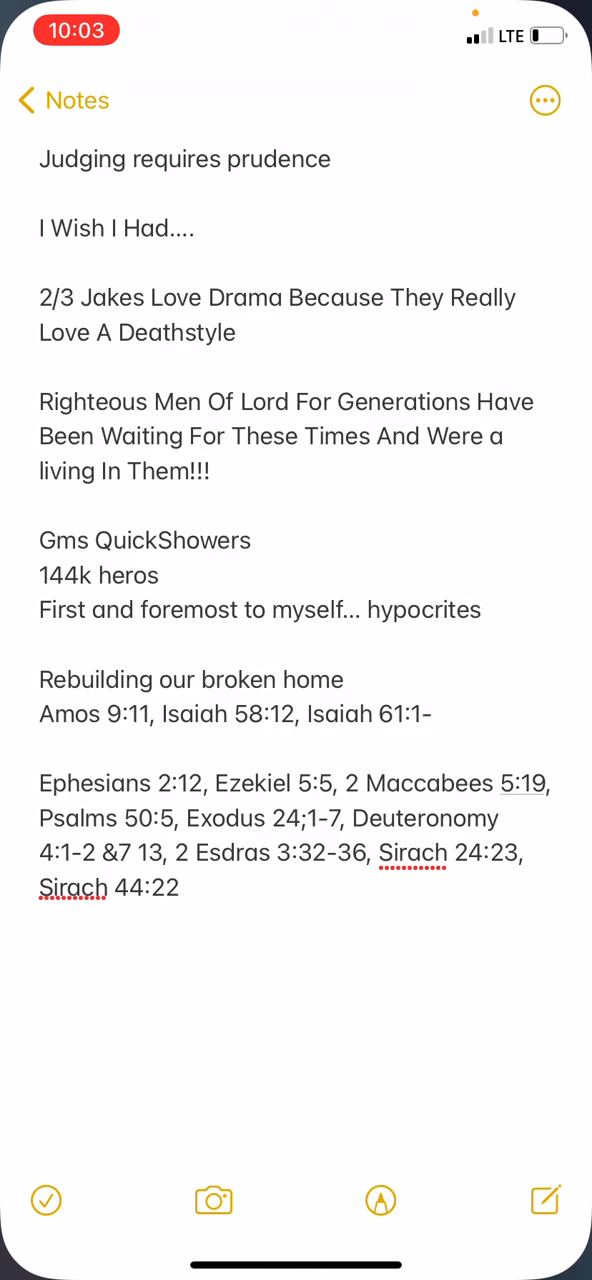 10:03
LTE
Notes
Judging requires prudence
I Wish I Had....
2/3 Jakes Love Drama Because They Really
Love A Deathstyle
Righteous Men Of Lord For Generations Have
Been Waiting For These Times And Were a
living In Them!!!
Gms QuickShowers
144k heros
First and foremost to myself... hypocrites
Rebuilding our broken home
Amos 9:11, Isaiah 58:12, Isaiah 61:1-
Ephesians 2:12, Ezekiel 5:5, 2 Maccabees 5:19,
Psalms 50:5, Exodus 24;1-7, Deuteronomy
4:1-2 &7 13, 2 Esdras 3:32-36, Sirach 24:23,
Sirach 44:22